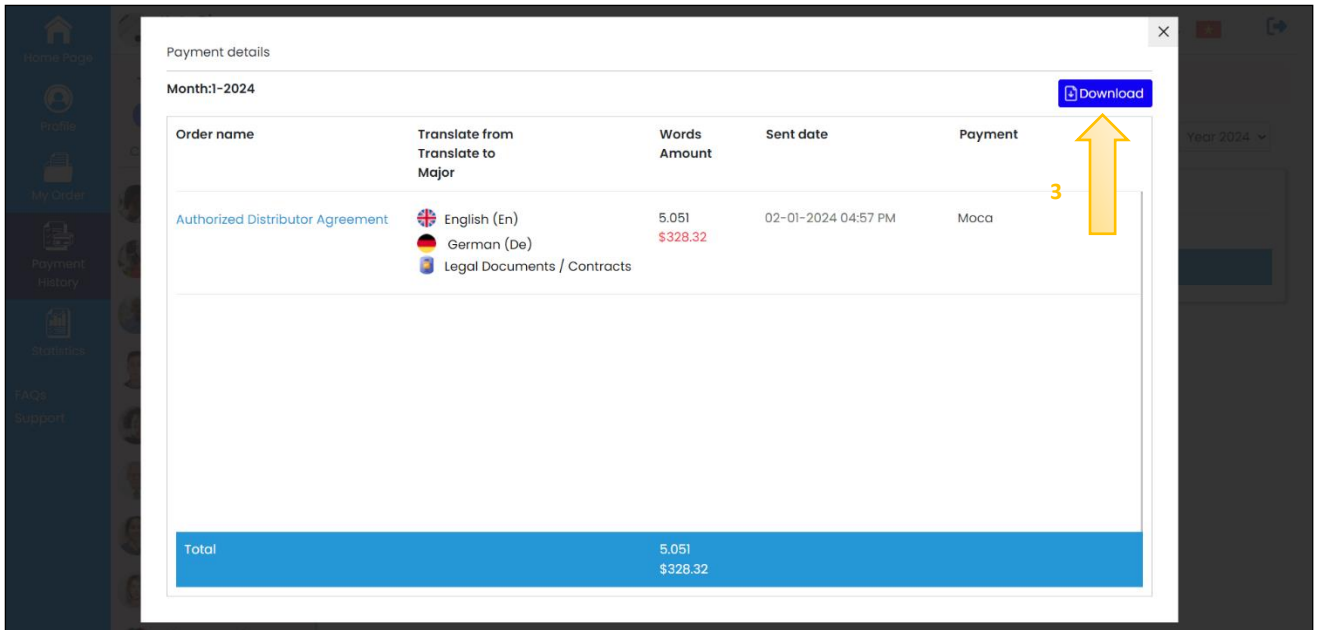 Home Page
Profile
My Order
Payment
History
Statistics
FAQs
Support
Year 2024
×
Payment details
Month:1-2024
Download
Order name
Translate from
Translate to
Major
Words
Amount
Sent date
Payment
3
Authorized Distributor Agreement
English (En)
German (De)
Legal Documents / Contracts
5.051
$328.32
02-01-2024 04:57 PM
Moca
Total
5.051
$328.32